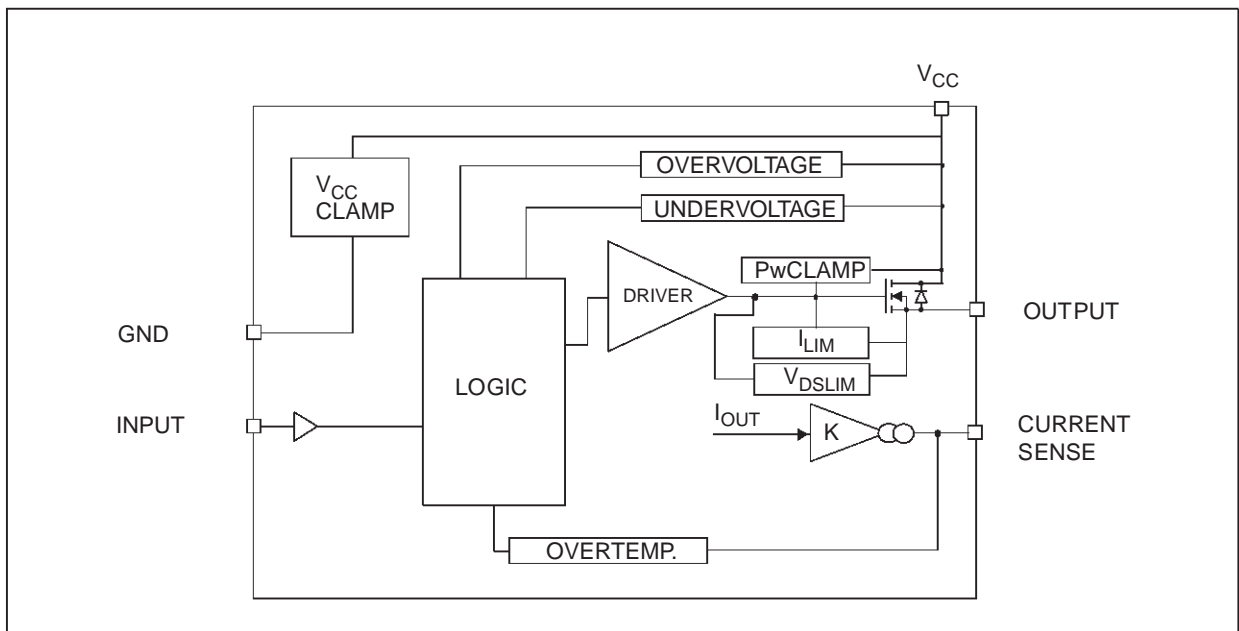 VCC
OVERVOLTAGE
VCC
CLAMP
UNDERVOLTAGE
PwCLAMP
DRIVER
GND
OUTPUT
ILIM
LOGIC
VDSLIM
INPUT
IOUT
K
CURRENT
SENSE
OVERTEMP.